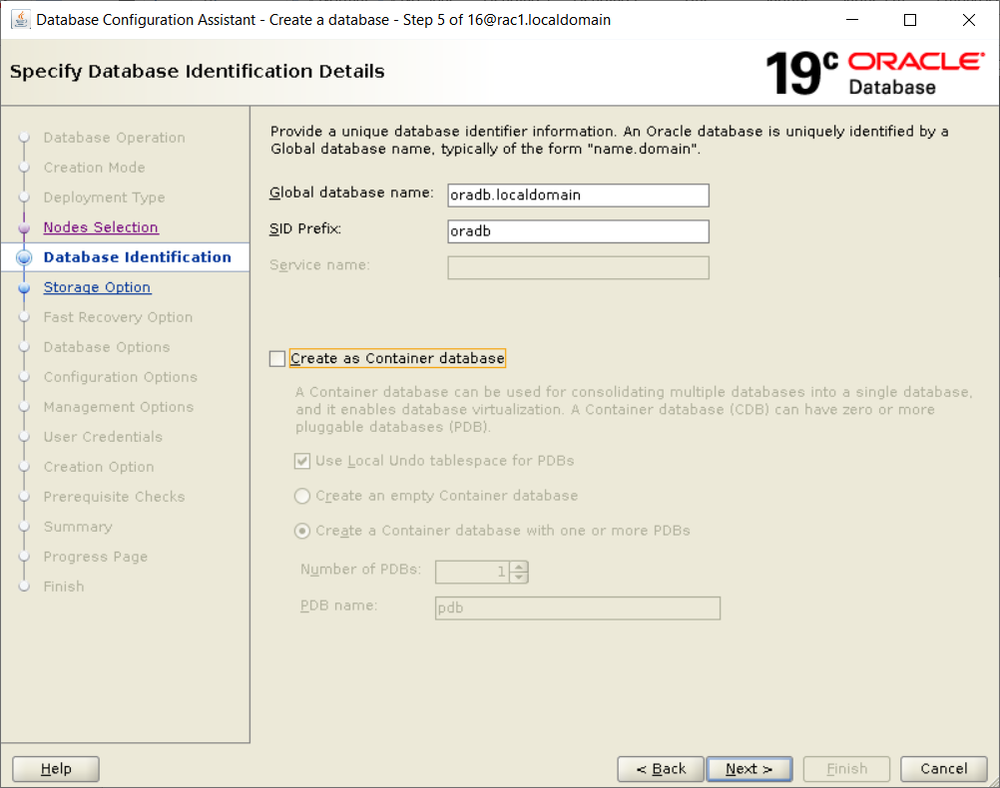 Database Configuration Assistant - Create a database - Step 5 of 16@rac1.localdomain
Specify Database Identification Details
19c ORACLE
Database
Database Operation
Creation Mode
Deployment Type
Nodes Selection
Database Identification
Storage Option
Fast Recovery Option
Database Options
Configuration Options
Management Options
User Credentials
Creation Option
Prerequisite Checks
Summary
Progress Page
Finish
Provide a unique database identifier information. An Oracle database is uniquely identified by a
Global database name, typically of the form "name.domain".
Global database name: oradb.localdomain
SID Prefix: oradb
Service name:
Create as Container database
A Container database can be used for consolidating multiple databases into a single database,
and it enables database virtualization. A Container database (CDB) can have zero or more
pluggable databases (PDB).
Use Local Undo tablespace for PDBs
Create an empty Container database
Create a Container database with one or more PDBs
Number of PDBs: 1
PDB name: pdb
Help
< Back
Next >
Finish
Cancel